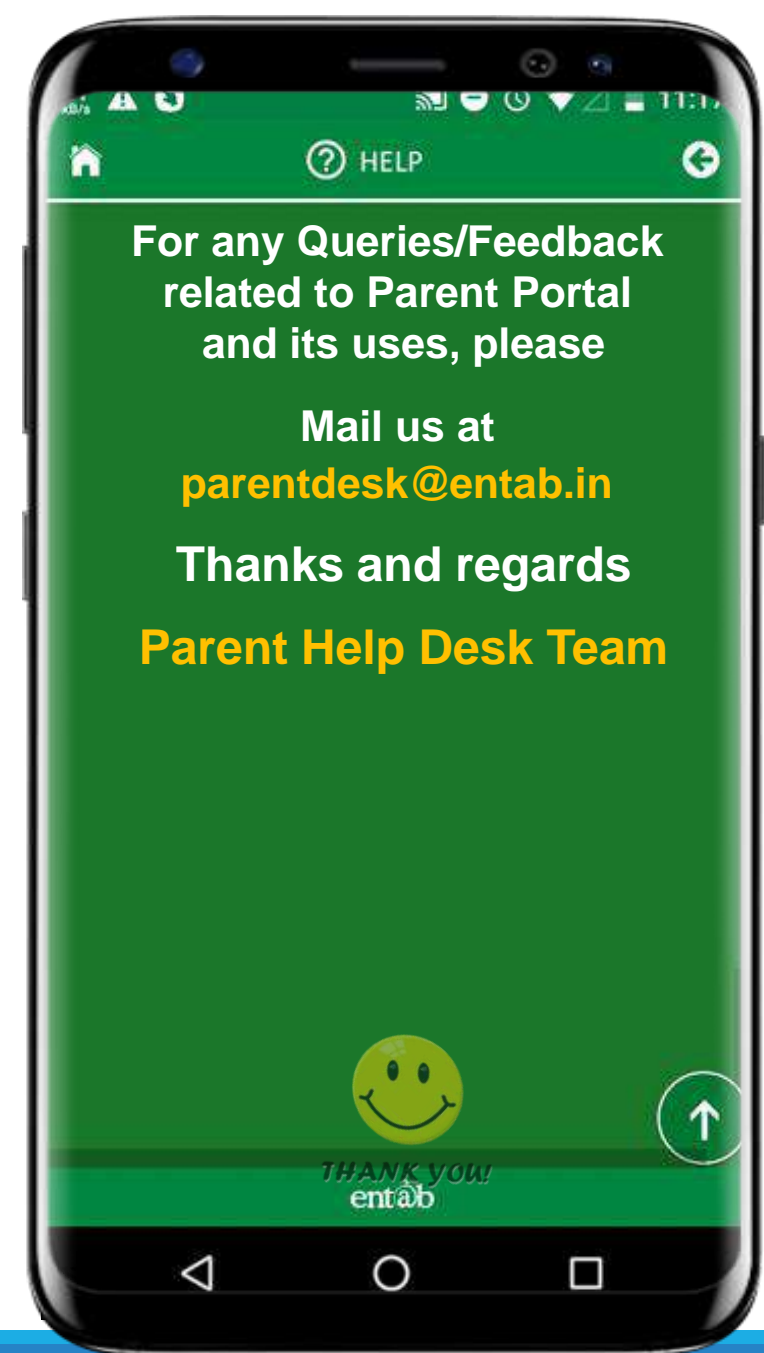 HELP
For any Queries/Feedback
related to Parent Portal
and its uses, please
Mail us at
parentdesk@entab.in
Thanks and regards
Parent Help Desk Team
THANK YOU!
entab